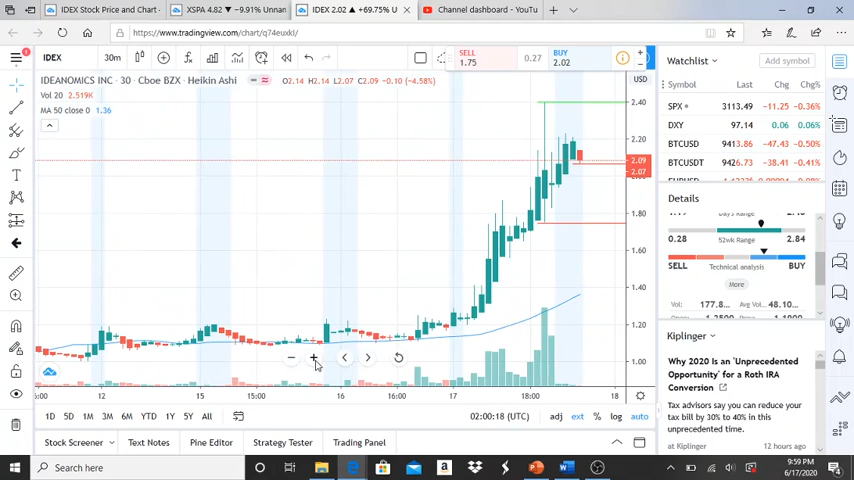 IDEX Stock Price and Chart -
XSPA 4.82 ▼ −9.91% Unnan
IDEX 2.02 ▲ +69.75% U
Channel dashboard - YouTu
https://www.tradingview.com/chart/q74euxkl/
IDEX
30m
SELL
1.75
0.27
BUY
2.02
IDEANOMICS INC · 30 · Cboe BZX · Heikin Ashi
O2.14 H2.14 L2.07 C2.09 −0.10 (−4.58%)
Vol 20 2.519K
MA 50 close 0 1.36
USD
2.40
2.20
2.09
2.07
2.00
1.80
1.60
1.40
1.20
1.00
12
15
15:00
16
16:00
17
18:00
18
1D 5D 1M 3M 6M YTD 1Y 5Y All
02:00:18 (UTC)
adj ext % log auto
Stock Screener
Text Notes
Pine Editor
Strategy Tester
Trading Panel
Watchlist
Add symbol
Symbol Last Chg Chg%
SPX 3113.49 −11.25 −0.36%
DXY 97.14 0.06 0.06%
BTCUSD 9413.86 −47.43 −0.50%
BTCUSDT 9426.73 −38.41 −0.41%
Details
Days Range
0.28 52wk Range 2.84
SELL Technical analysis BUY
More
Vol: 177.8... Avg Vol... 48.10...
Kiplinger
Why 2020 Is an 'Unprecedented
Opportunity' for a Roth IRA
Conversion
Tax advisors say you can reduce your
tax bill by 30% to 40% in this
unprecedented time.
at Kiplinger 12 hours ago
Search
9:59 PM
6/17/2020